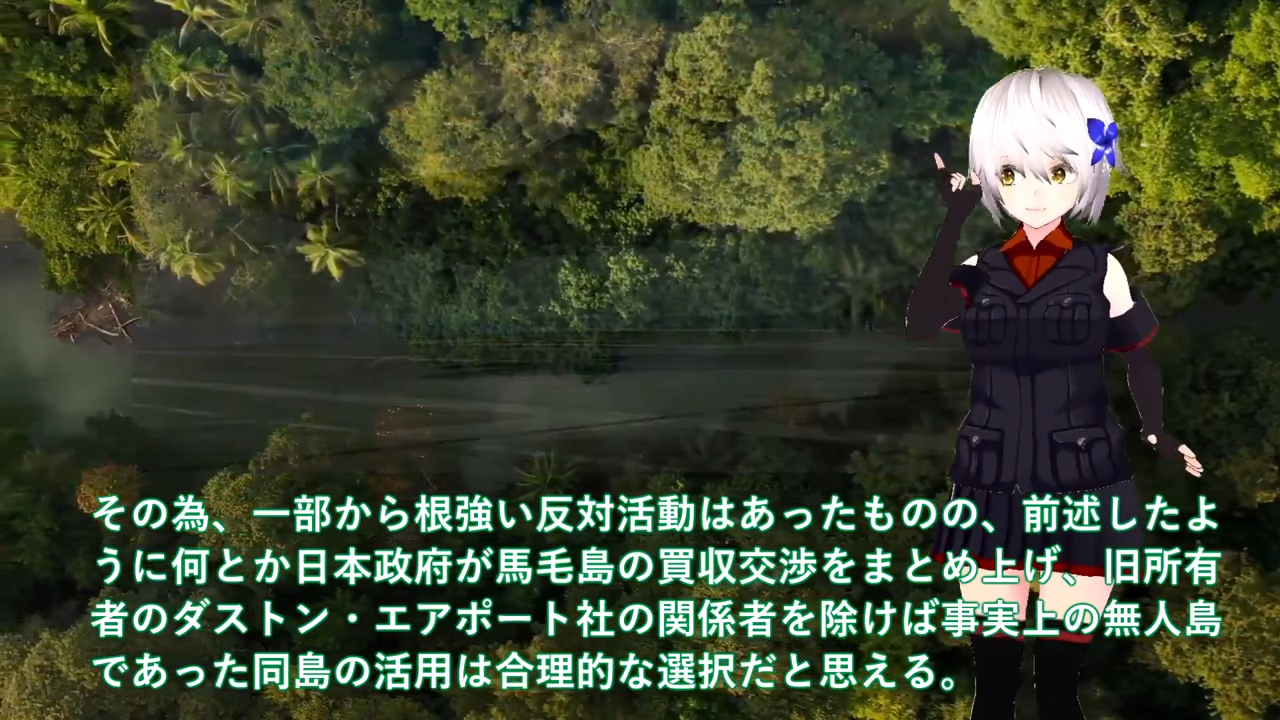 その為、一部から根強い反対活動はあったものの、前述したよ
うに何とか日本政府が馬毛島の買収交渉をまとめ上げ、旧所有
者のダストン・エアポート社の関係者を除けば事実上の無人島
であった同島の活用は合理的な選択だと思える。